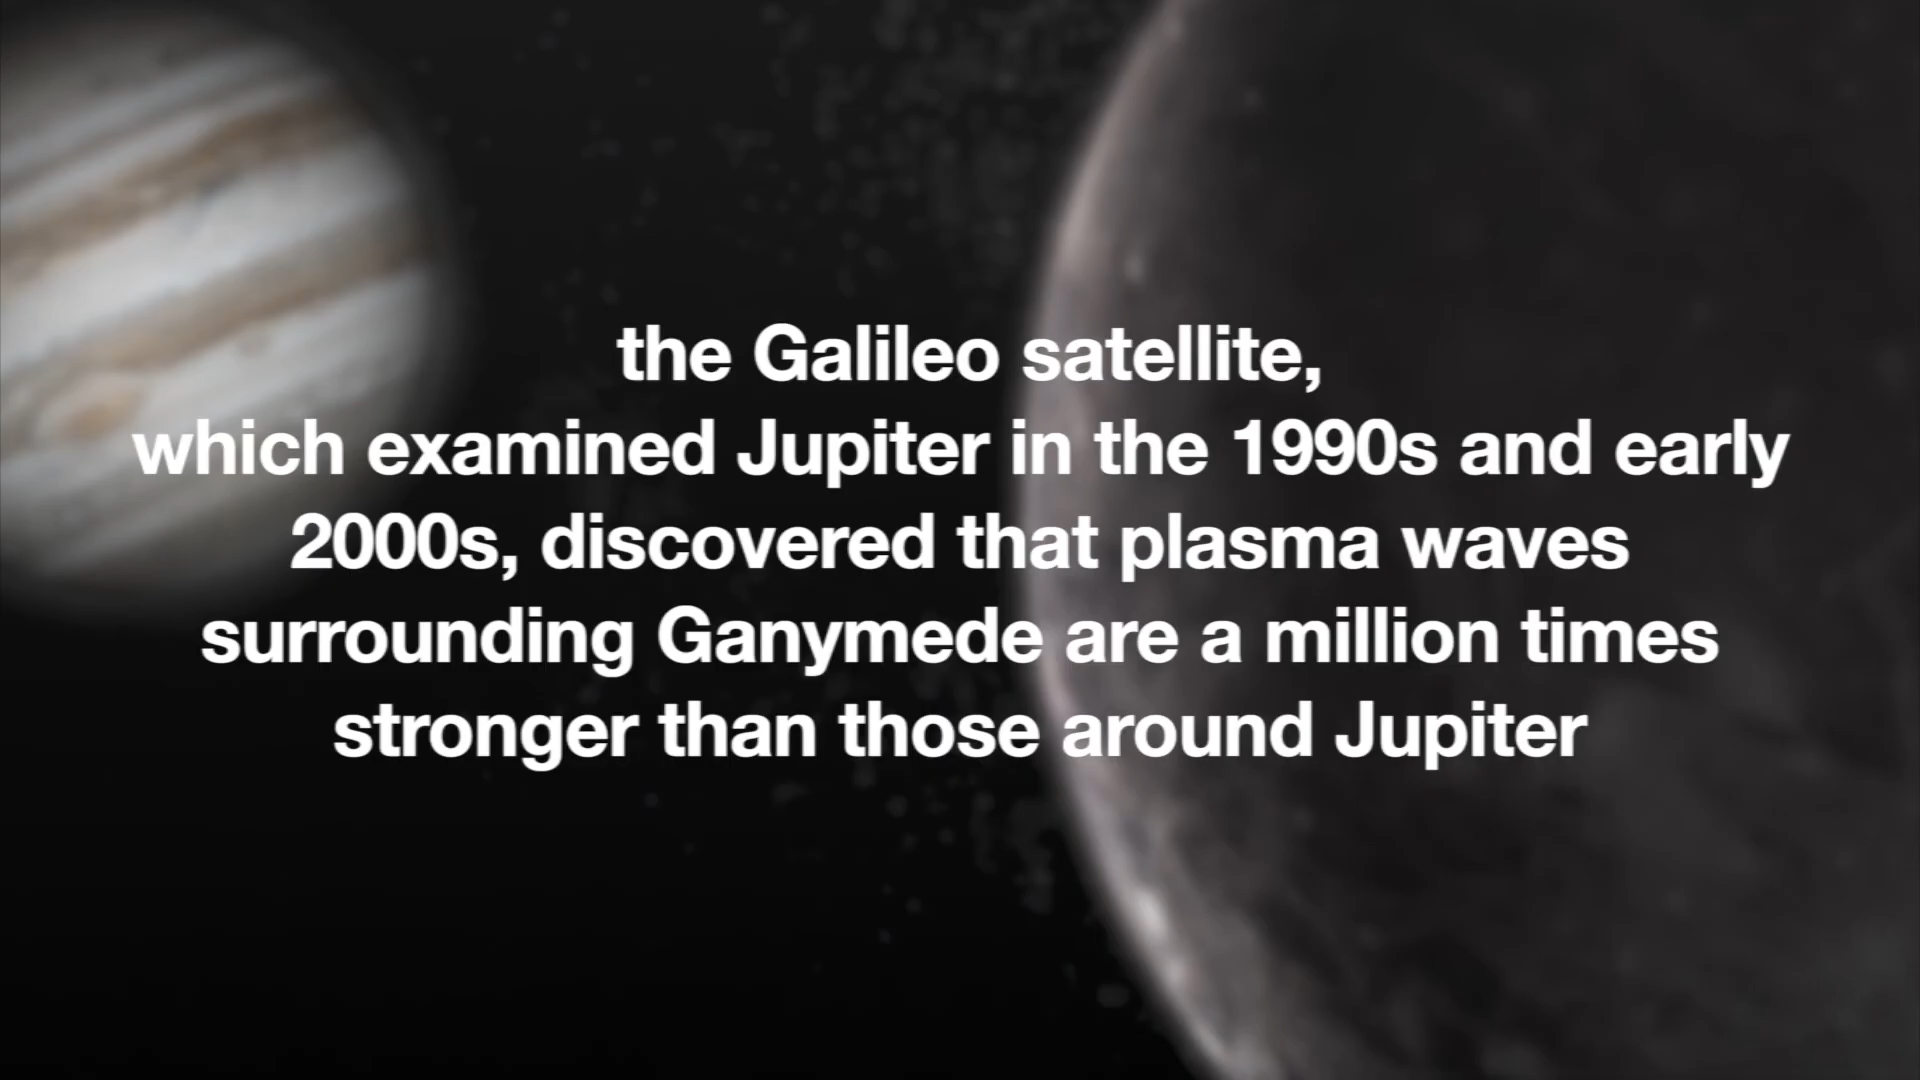 the Galileo satellite,
which examined Jupiter in the 1990s and early
2000s, discovered that plasma waves
surrounding Ganymede are a million times
stronger than those around Jupiter